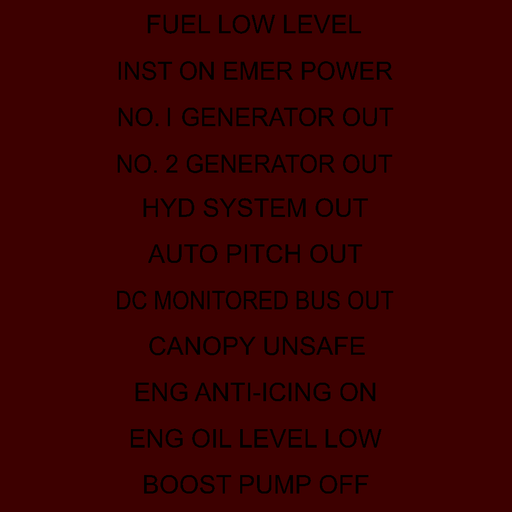 FUEL LOW LEVEL
INST ON EMER POWER
NO. I GENERATOR OUT
NO. 2 GENERATOR OUT
HYD SYSTEM OUT
AUTO PITCH OUT
DC MONITORED BUS OUT
CANOPY UNSAFE
ENG ANTI-ICING ON
ENG OIL LEVEL LOW
BOOST PUMP OFF